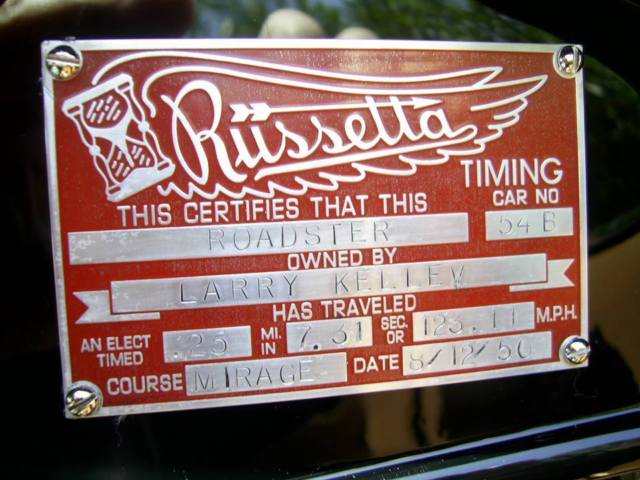 Russetta
TIMING
THIS CERTIFIES THAT THIS CAR NO
ROADSTER 54 B
OWNED BY
LARRY KELLEY
HAS TRAVELED
AN ELECT TIMED .25 MI. IN 7.31 SEC. OR 123.11 M.P.H.
COURSE MIRAGE DATE 8/12/50